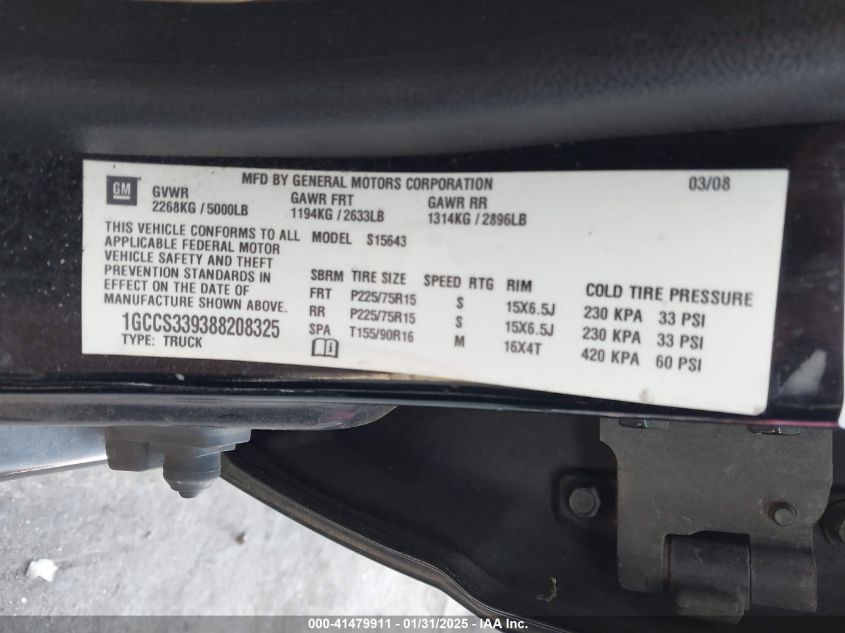 MFD BY GENERAL MOTORS CORPORATION 03/08
GM
GVWR GAWR FRT GAWR RR
2268KG / 5000LB 1194KG / 2633LB 1314KG / 2896LB
THIS VEHICLE CONFORMS TO ALL
APPLICABLE FEDERAL MOTOR
VEHICLE SAFETY AND THEFT
PREVENTION STANDARDS IN
EFFECT ON THE DATE OF
MANUFACTURE SHOWN ABOVE.
1GCCS339388208325
TYPE: TRUCK
MODEL S15643
SBRM TIRE SIZE SPEED RTG RIM COLD TIRE PRESSURE
FRT P225/75R15 S 15X6.5J 230 KPA 33 PSI
RR P225/75R15 S 15X6.5J 230 KPA 33 PSI
SPA T155/90R16 M 16X4T 420 KPA 60 PSI
000-41479911 - 01/31/2025 - IAAI.com